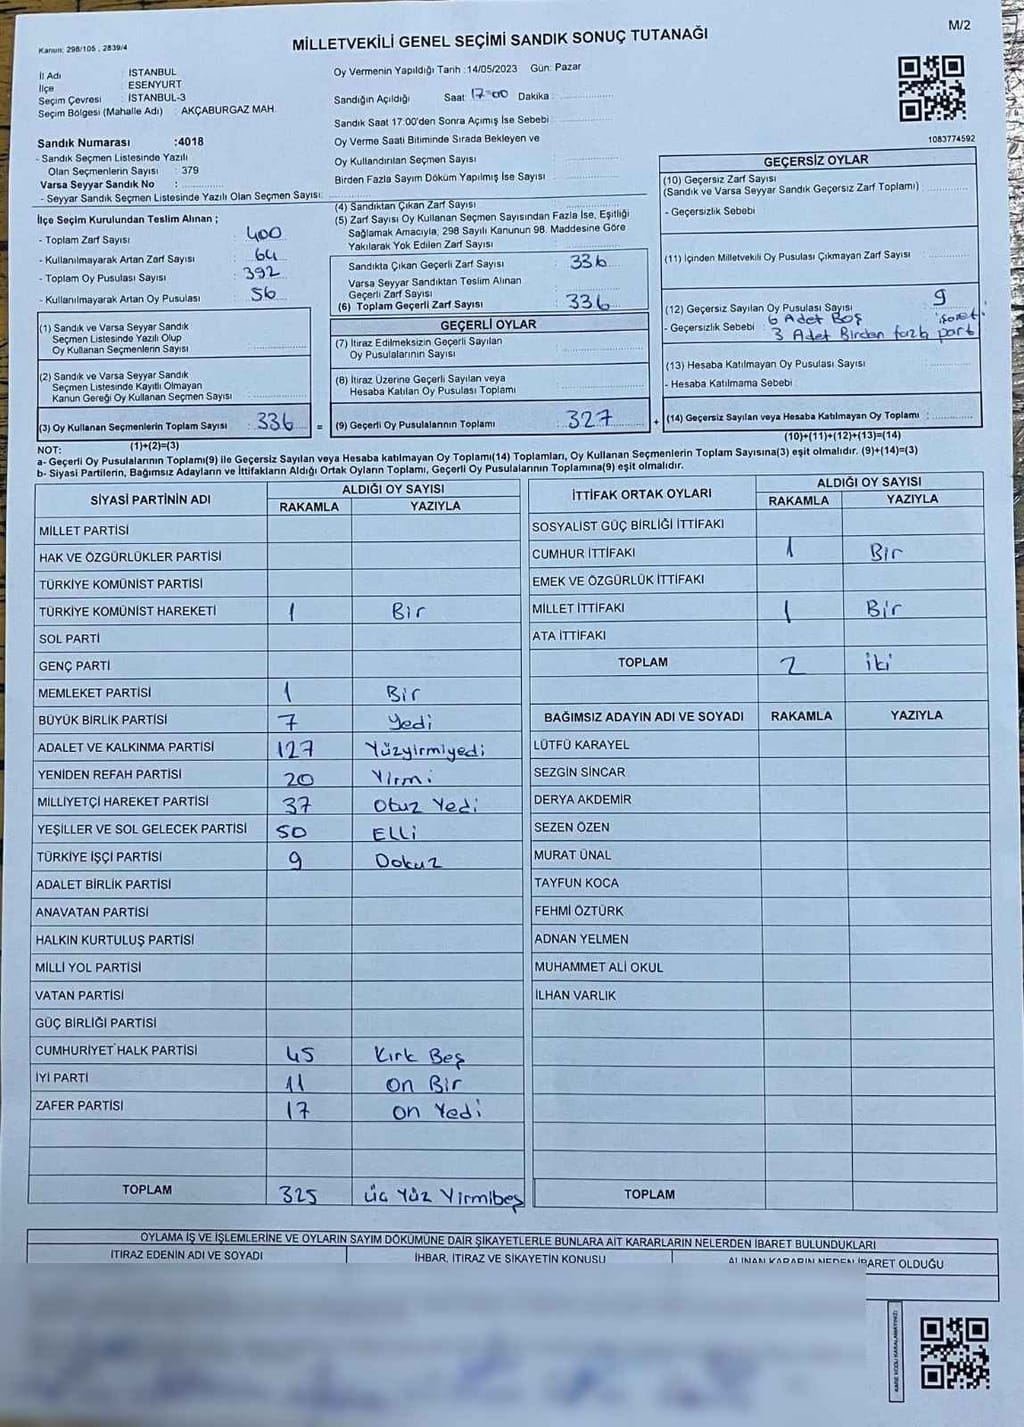 M/2
Kanun: 298/105 , 2839/4
MİLLETVEKİLİ GENEL SEÇİMİ SANDIK SONUÇ TUTANAĞI
İl Adı : İSTANBUL
İlçe : ESENYURT
Seçim Çevresi : İSTANBUL-3
Seçim Bölgesi (Mahalle Adı) : AKÇABURGAZ MAH.
Sandık Numarası :4018
- Sandık Seçmen Listesinde Yazılı
Olan Seçmenlerin Sayısı : 379
Varsa Seyyar Sandık No :
- Seyyar Sandık Seçmen Listesinde Yazılı Olan Seçmen Sayısı:
İlçe Seçim Kurulundan Teslim Alınan ;
- Toplam Zarf Sayısı : 400
- Kullanılmayarak Artan Zarf Sayısı : 64
- Toplam Oy Pusulası Sayısı : 392
- Kullanılmayarak Artan Oy Pusulası : 56
(1) Sandık ve Varsa Seyyar Sandık
Seçmen Listesinde Yazılı Olup
Oy Kullanan Seçmenlerin Sayısı :
(2) Sandık ve Varsa Seyyar Sandık
Seçmen Listesinde Kayıtlı Olmayan
Kanun Gereği Oy Kullanan Seçmen Sayısı :
(3) Oy Kullanan Seçmenlerin Toplam Sayısı : 336
(1)+(2)=(3)
Oy Vermenin Yapıldığı Tarih :14/05/2023 Gün: Pazar
Sandığın Açıldığı Saat: 17:00 Dakika :
Sandık Saat 17:00'den Sonra Açımış İse Sebebi :
Oy Verme Saati Bitiminde Sırada Bekleyen ve
Oy Kullandırılan Seçmen Sayısı :
Birden Fazla Sayım Döküm Yapılmış İse Sayısı :
(4) Sandıktan Çıkan Zarf Sayısı :
(5) Zarf Sayısı Oy Kullanan Seçmen Sayısından Fazla İse, Eşitliği
Sağlamak Amacıyla; 298 Sayılı Kanunun 98. Maddesine Göre
Yakılarak Yok Edilen Zarf Sayısı :
Sandıkta Çıkan Geçerli Zarf Sayısı : 336
Varsa Seyyar Sandıktan Teslim Alınan
Geçerli Zarf Sayısı :
(6) Toplam Geçerli Zarf Sayısı : 336
GEÇERLİ OYLAR
(7) İtiraz Edilmeksizin Geçerli Sayılan
Oy Pusulalarının Sayısı :
(8) İtiraz Üzerine Geçerli Sayılan veya
Hesaba Katılan Oy Pusulası Toplamı :
= (9) Geçerli Oy Pusulalarının Toplamı : 327 +
1083774592
GEÇERSİZ OYLAR
(10) Geçersiz Zarf Sayısı
(Sandık ve Varsa Seyyar Sandık Geçersiz Zarf Toplamı) :
- Geçersizlik Sebebi :
(11) İçinden Milletvekili Oy Pusulası Çıkmayan Zarf Sayısı :
(12) Geçersiz Sayılan Oy Pusulası Sayısı : 9
- Geçersizlik Sebebi : 6 Adet Boş
3 Adet Birden fazla parti
(13) Hesaba Katılmayan Oy Pusulası Sayısı :
- Hesaba Katılmama Sebebi :
(14) Geçersiz Sayılan veya Hesaba Katılmayan Oy Toplamı :
(10)+(11)+(12)+(13)=(14)
NOT:
a- Geçerli Oy Pusulalarının Toplamı(9) ile Geçersiz Sayılan veya Hesaba katılmayan Oy Toplamı(14) Toplamları, Oy Kullanan Seçmenlerin Toplam Sayısına(3) eşit olmalıdır. (9)+(14)=(3)
b- Siyasi Partilerin, Bağımsız Adayların ve İttifakların Aldığı Ortak Oyların Toplamı, Geçerli Oy Pusulalarının Toplamına(9) eşit olmalıdır.
SİYASİ PARTİNİN ADI ALDIĞI OY SAYISI
RAKAMLA YAZIYLA
MİLLET PARTİSİ
HAK VE ÖZGÜRLÜKLER PARTİSİ
TÜRKİYE KOMÜNİST PARTİSİ
TÜRKİYE KOMÜNİST HAREKETİ 1 Bir
SOL PARTİ
GENÇ PARTİ
MEMLEKET PARTİSİ 1 Bir
BÜYÜK BİRLİK PARTİSİ 7 Yedi
ADALET VE KALKINMA PARTİSİ 127 Yüzyirmiyedi
YENİDEN REFAH PARTİSİ 20 Yirmi
MİLLİYETÇİ HAREKET PARTİSİ 37 Otuz Yedi
YEŞİLLER VE SOL GELECEK PARTİSİ 50 Elli
TÜRKİYE İŞÇİ PARTİSİ 9 Dokuz
ADALET BİRLİK PARTİSİ
ANAVATAN PARTİSİ
HALKIN KURTULUŞ PARTİSİ
MİLLİ YOL PARTİSİ
VATAN PARTİSİ
GÜÇ BİRLİĞİ PARTİSİ
CUMHURİYET HALK PARTİSİ 45 Kırk Beş
İYİ PARTİ 11 on Bir
ZAFER PARTİSİ 17 on Yedi
TOPLAM 325 üç Yüz Yirmibeş
İTTİFAK ORTAK OYLARI ALDIĞI OY SAYISI
RAKAMLA YAZIYLA
SOSYALİST GÜÇ BİRLİĞİ İTTİFAKI
CUMHUR İTTİFAKI 1 Bir
EMEK VE ÖZGÜRLÜK İTTİFAKI
MİLLET İTTİFAKI 1 Bir
ATA İTTİFAKI
TOPLAM 2 iki
BAĞIMSIZ ADAYIN ADI VE SOYADI RAKAMLA YAZIYLA
LÜTFÜ KARAYEL
SEZGİN SİNCAR
DERYA AKDEMİR
SEZEN ÖZEN
MURAT ÜNAL
TAYFUN KOCA
FEHMİ ÖZTÜRK
ADNAN YELMEN
MUHAMMET ALİ OKUL
İLHAN VARLIK
TOPLAM
OYLAMA İŞ VE İŞLEMLERİNE VE OYLARIN SAYIM DÖKÜMÜNE DAİR ŞİKAYETLERLE BUNLARA AİT KARARLARIN NELERDEN İBARET BULUNDUKLARI
İTİRAZ EDENİN ADI VE SOYADI İHBAR, İTİRAZ VE ŞİKAYETİN KONUSU ALINAN KARARIN NEDEN İBARET OLDUĞU